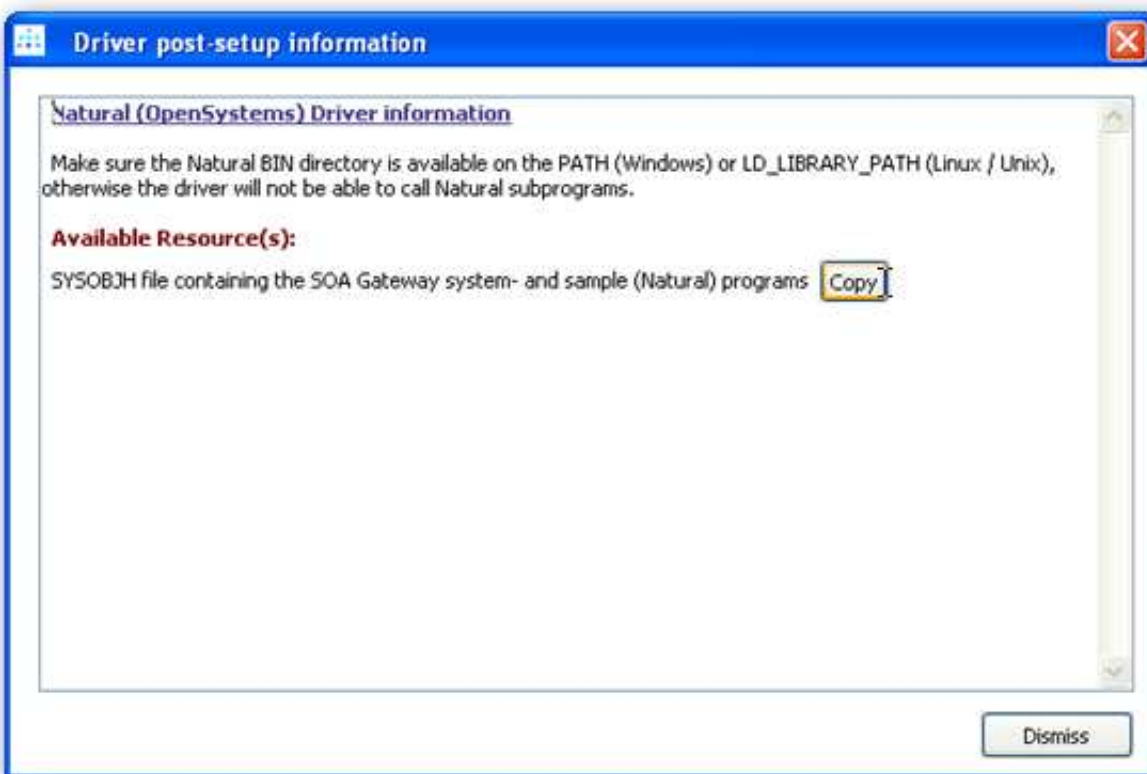 Driver post-setup information
Natural (OpenSystems) Driver information
Make sure the Natural BIN directory is available on the PATH (Windows) or LD_LIBRARY_PATH (Linux / Unix),
otherwise the driver will not be able to call Natural subprograms.
Available Resource(s):
SYSOBJH file containing the SOA Gateway system- and sample (Natural) programs Copy
Dismiss